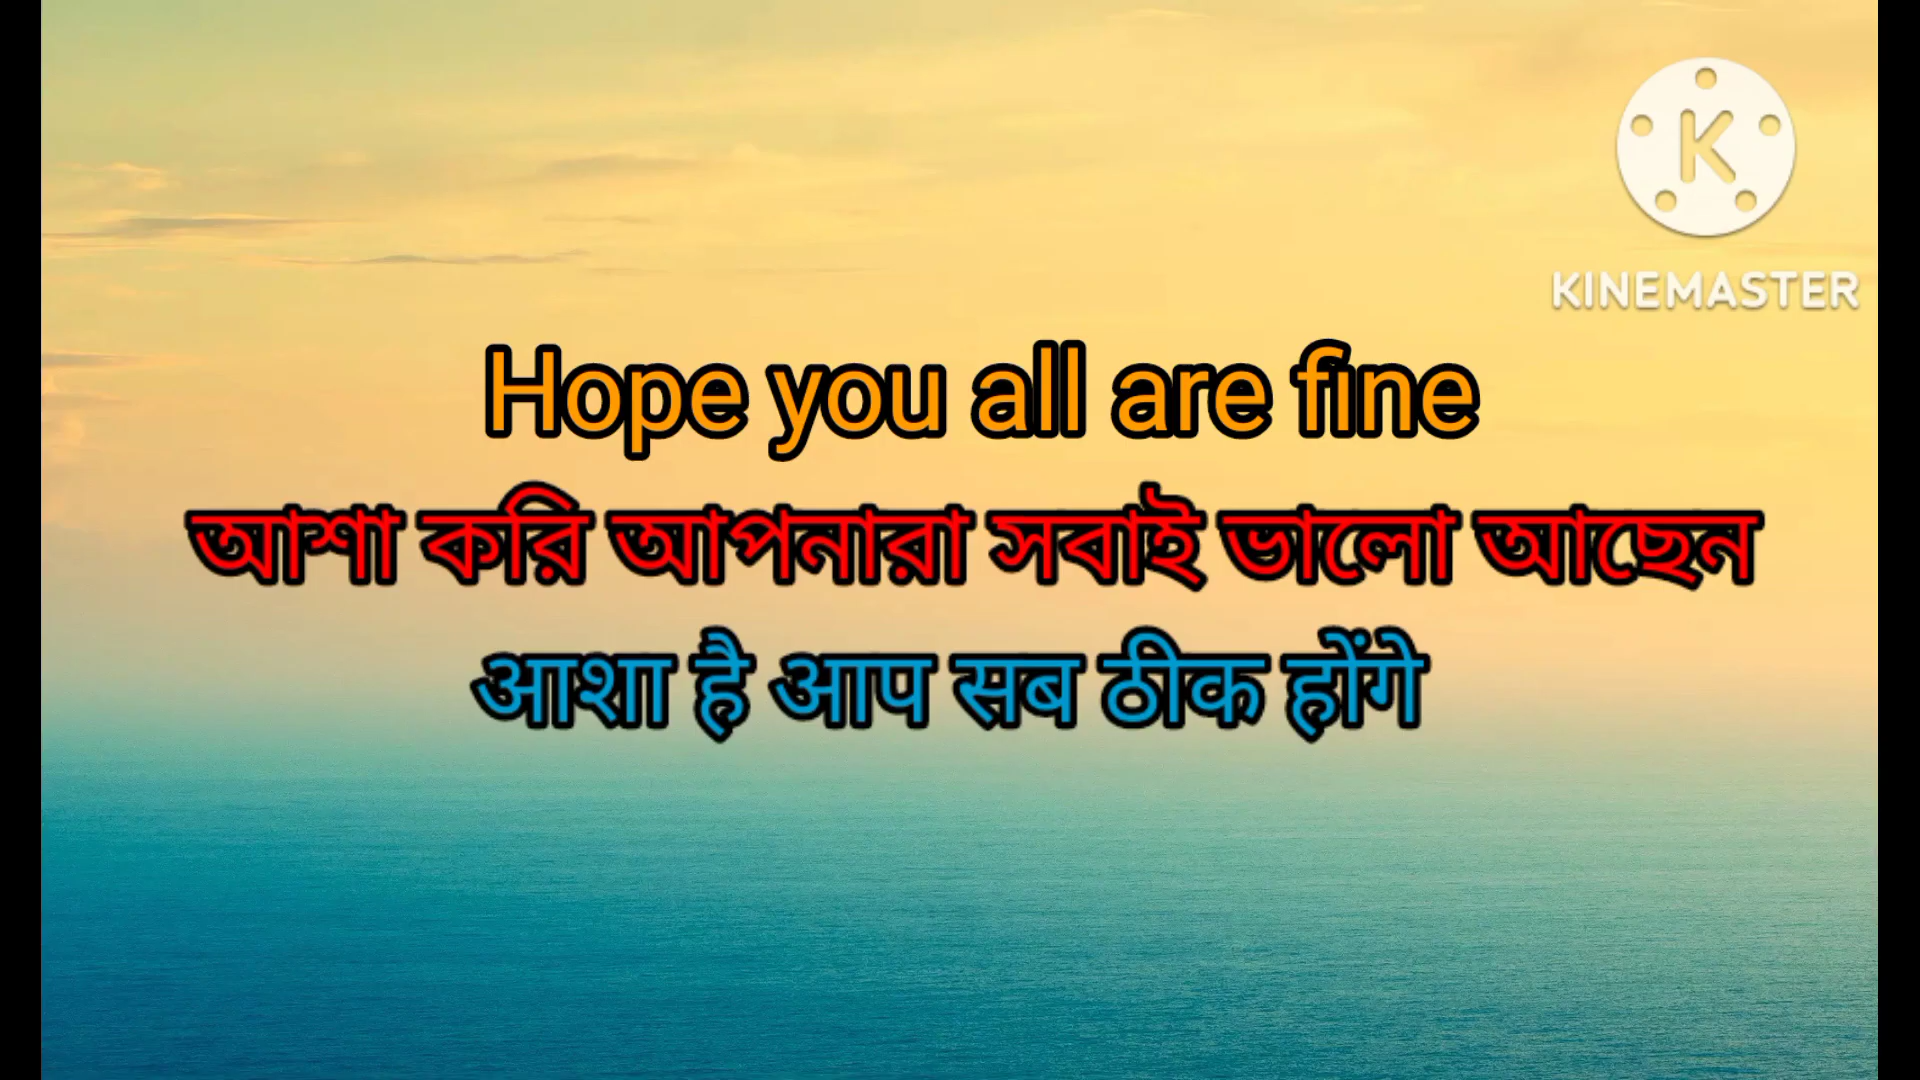 KINEMASTER
Hope you all are fine
আশা করি আপনারা সবাই ভালো আছেন
आशा है आप सब ठीक होंगे